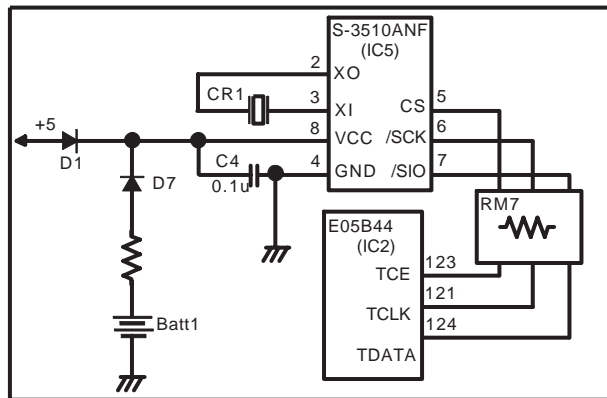 S-3510ANF
(IC5)
2
XO
CR1
3
XI
CS
5
+5
8
VCC
/SCK
6
D1
C4
4
GND
/SIO
7
D7
0.1u
RM7
E05B44
(IC2)
TCE
123
Batt1
TCLK
121
TDATA
124